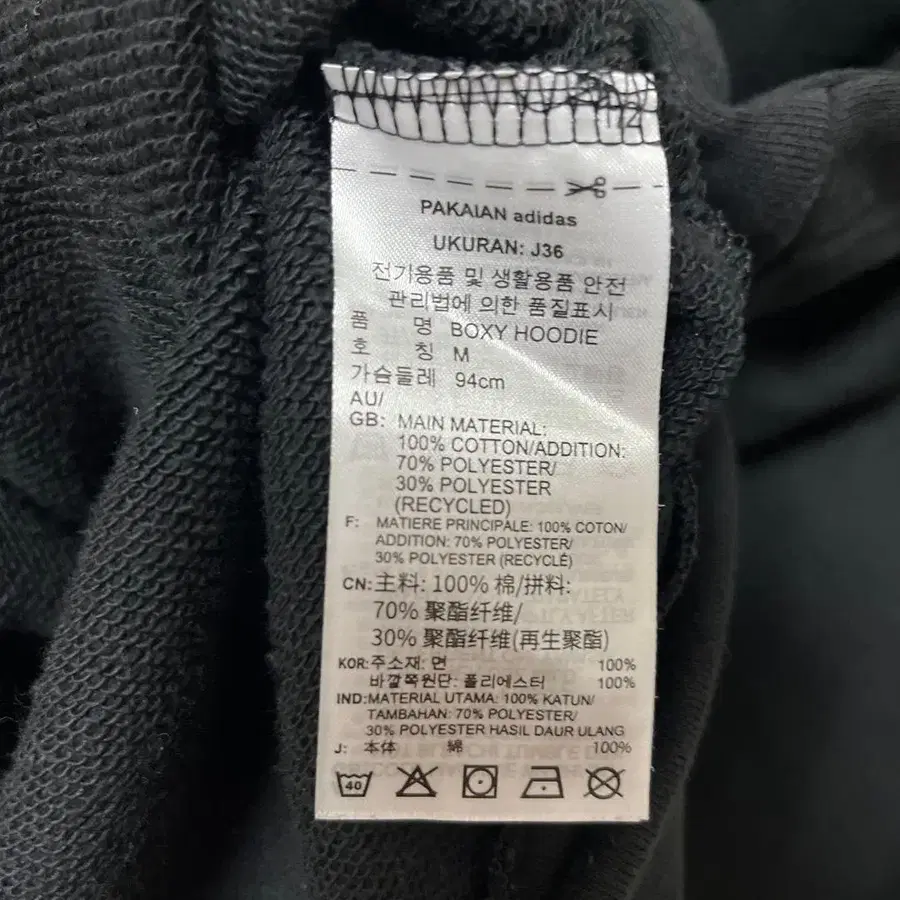 PAKAIAN adidas
UKURAN: J36
전기용품 및 생활용품 안전
관리법에 의한 품질표시
품 명 BOXY HOODIE
호 칭 M
가슴둘레 94cm
AU/
GB: MAIN MATERIAL:
100% COTTON/ADDITION:
70% POLYESTER/
30% POLYESTER
(RECYCLED)
F: MATIERE PRINCIPALE: 100% COTON/
ADDITION: 70% POLYESTER/
30% POLYESTER (RECYCLÉ)
CN: 主料: 100% 棉/拼料:
70% 聚酯纤维/
30% 聚酯纤维(再生聚酯)
KOR: 주소재: 면 100%
바깥쪽원단: 폴리에스터 100%
IND: MATERIAL UTAMA: 100% KATUN/
TAMBAHAN: 70% POLYESTER/
30% POLYESTER HASIL DAUR ULANG
J: 本体 綿 100%
40